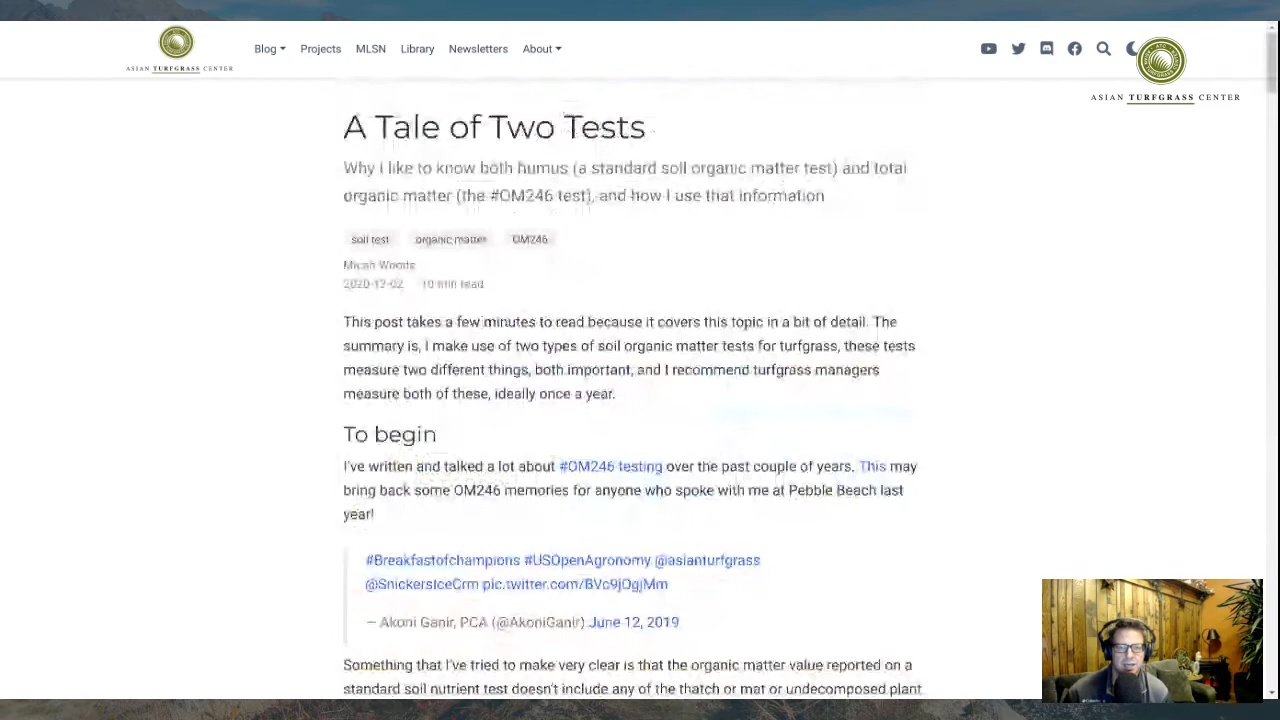 Blog Projects MLSN Library Newsletters About
ASIAN TURFGRASS CENTER
ASIAN TURFGRASS CENTER
A Tale of Two Tests
Why I like to know both humus (a standard soil organic matter test) and total
organic matter (the #OM246 test), and how I use that information
soil test organic matter OM246
Micah Woods
2020-12-02 10 min read
This post takes a few minutes to read because it covers this topic in a bit of detail. The
summary is, I make use of two types of soil organic matter tests for turfgrass, these tests
measure two different things, both important, and I recommend turfgrass managers
measure both of these, ideally once a year.
To begin
I've written and talked a lot about #OM246 testing over the past couple of years. This may
bring back some OM246 memories for anyone who spoke with me at Pebble Beach last
year!
#Breakfastofchampions #USOpenAgronomy @asianturfgrass
@SnickersIceCrm pic.twitter.com/BVc9jOgjMm
— Akoni Ganir, PCA (@AkoniGanir) June 12, 2019
Something that I've tried to make very clear is that the organic matter value reported on a
standard soil nutrient test doesn't include any of the thatch or mat or undecomposed plant